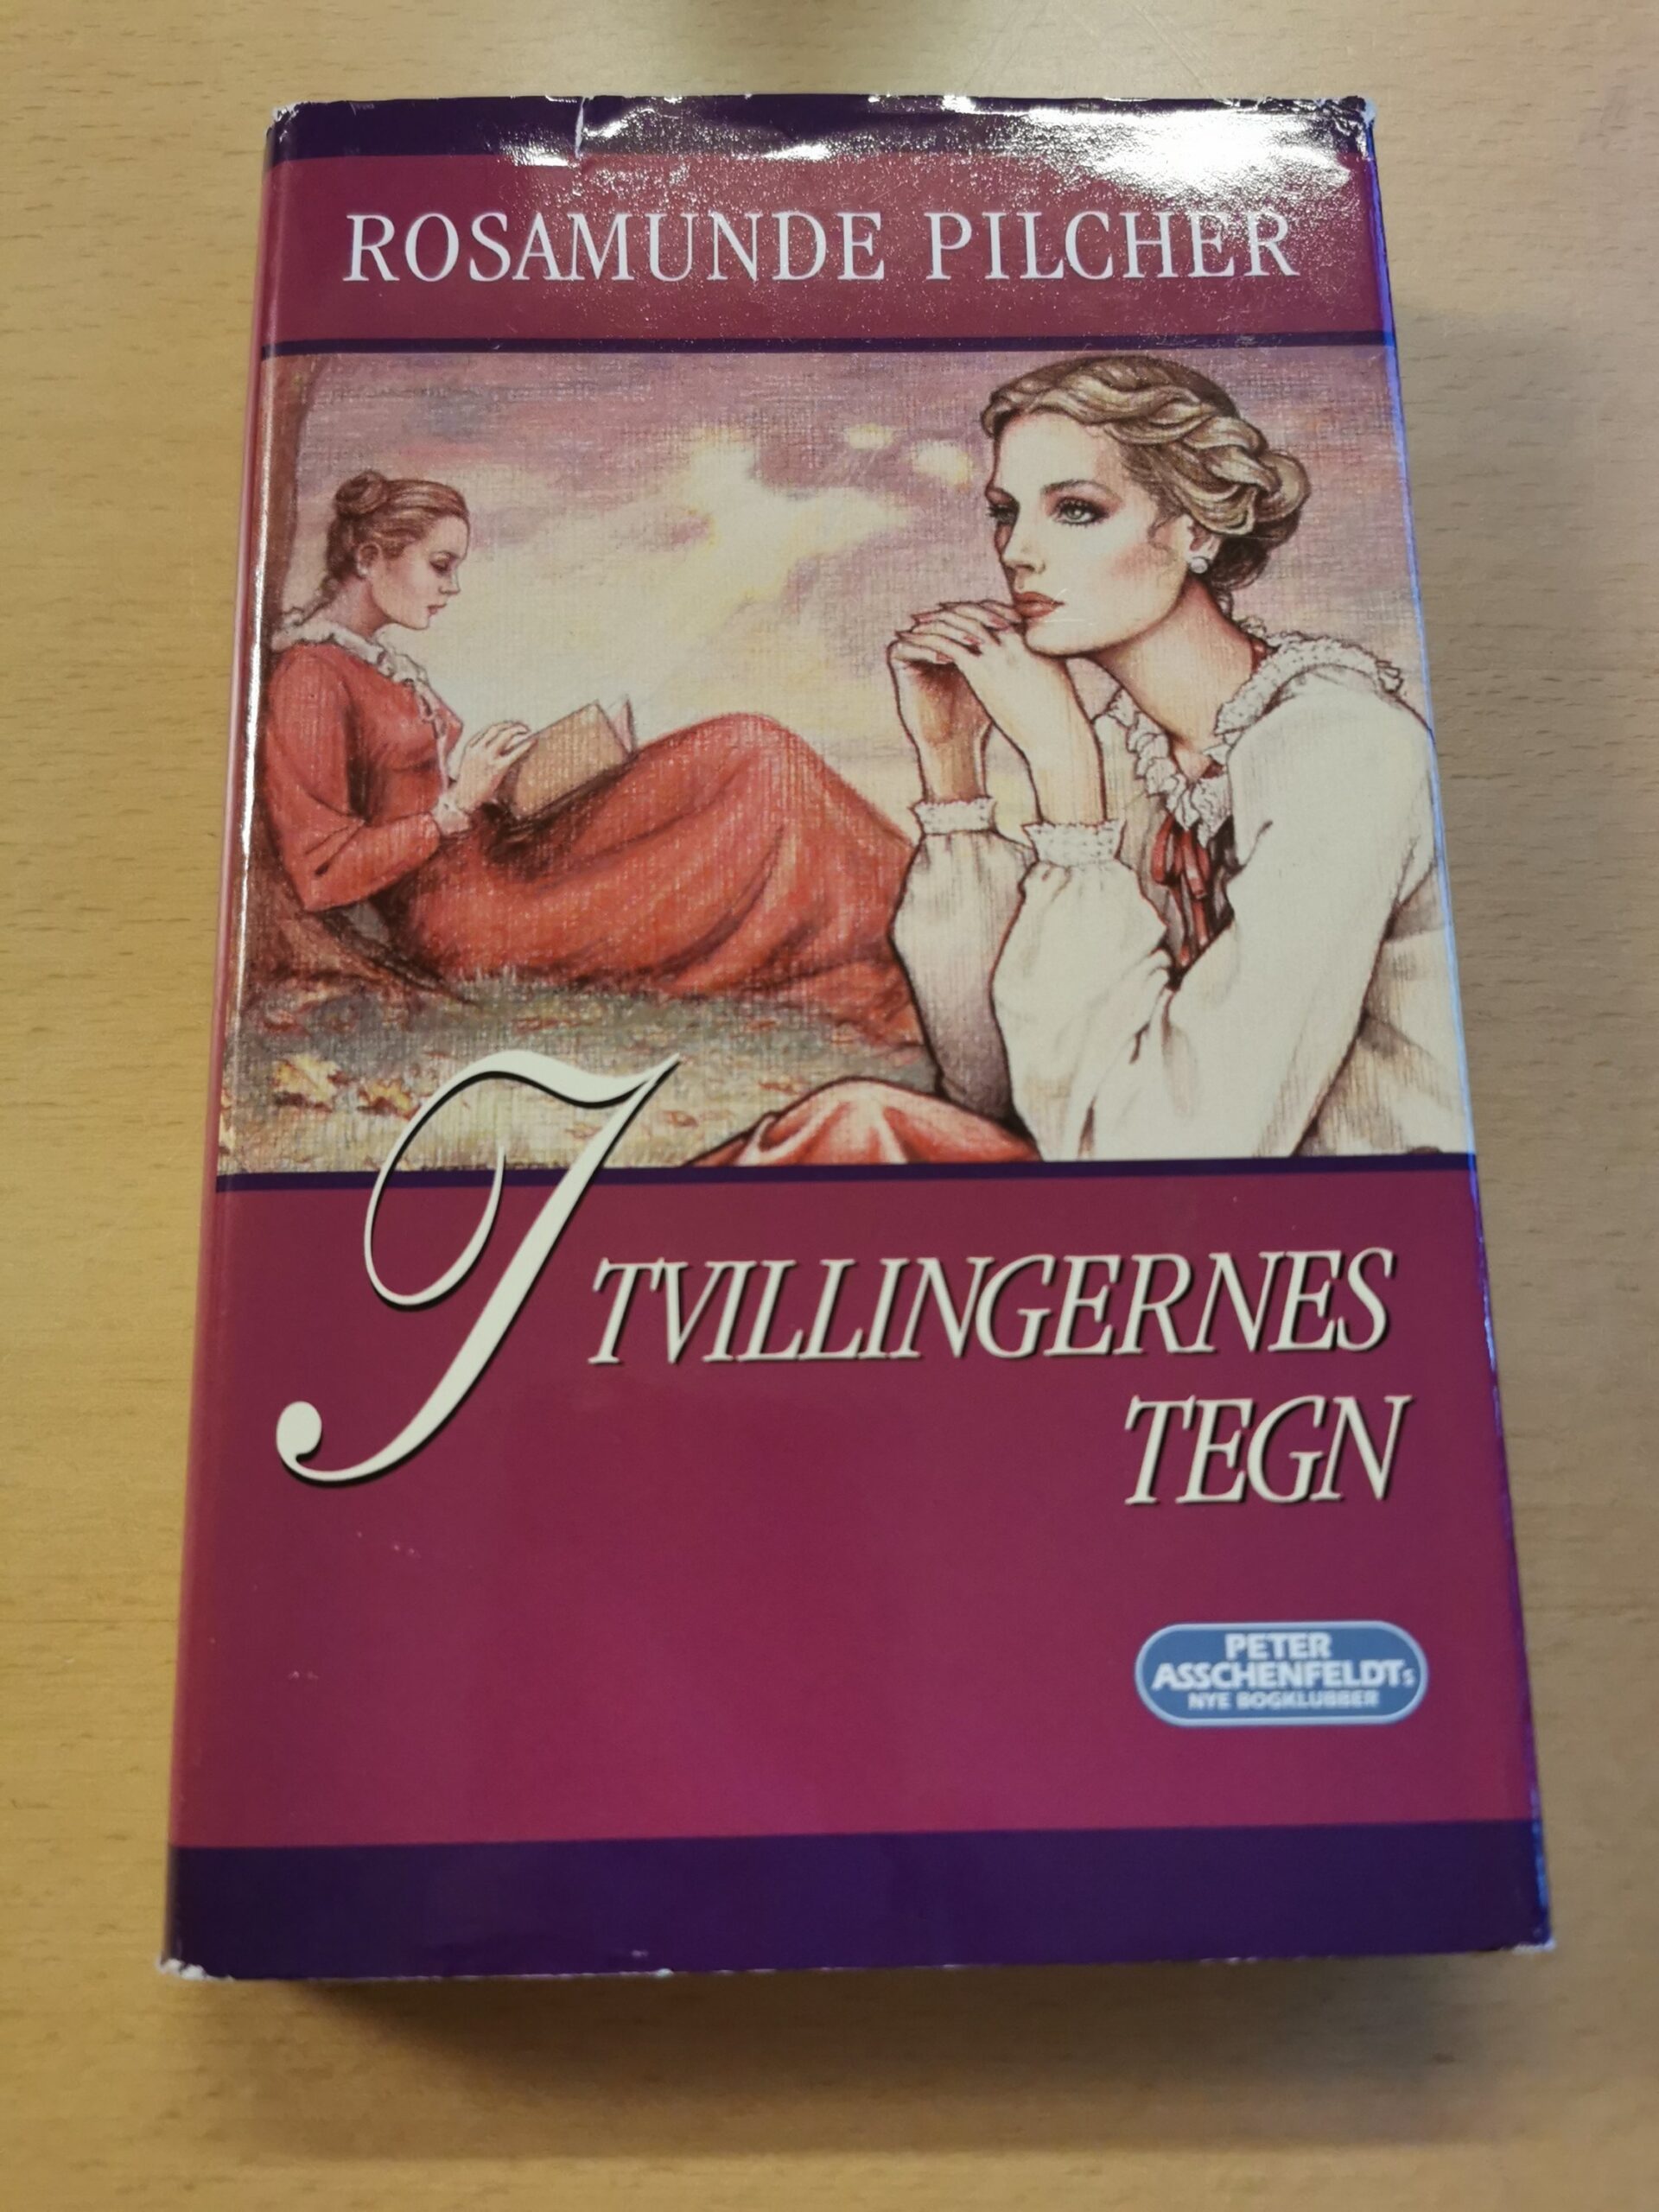 ROSAMUNDE PILCHER
I TVILLINGERNES
TEGN
PETER
ASSCHENFELDTs
NYE BOGKLUBBER